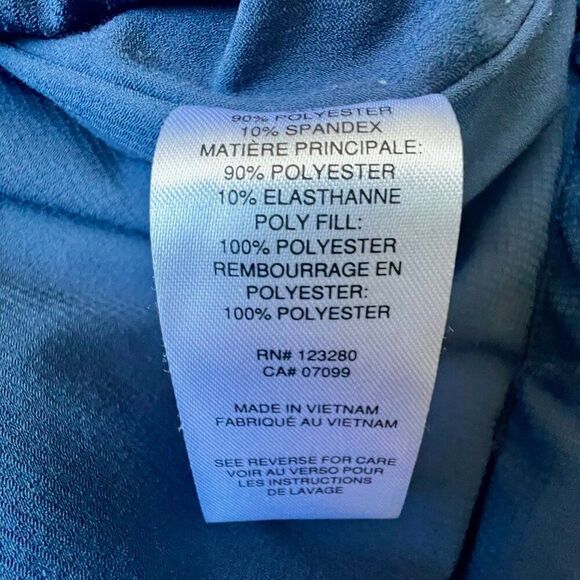 90% POLYESTER
10% SPANDEX
MATIÈRE PRINCIPALE:
90% POLYESTER
10% ELASTHANNE
POLY FILL:
100% POLYESTER
REMBOURRAGE EN
POLYESTER:
100% POLYESTER
RN# 123280
CA# 07099
MADE IN VIETNAM
FABRIQUÉ AU VIETNAM
SEE REVERSE FOR CARE
VOIR AU VERSO POUR
LES INSTRUCTIONS
DE LAVAGE